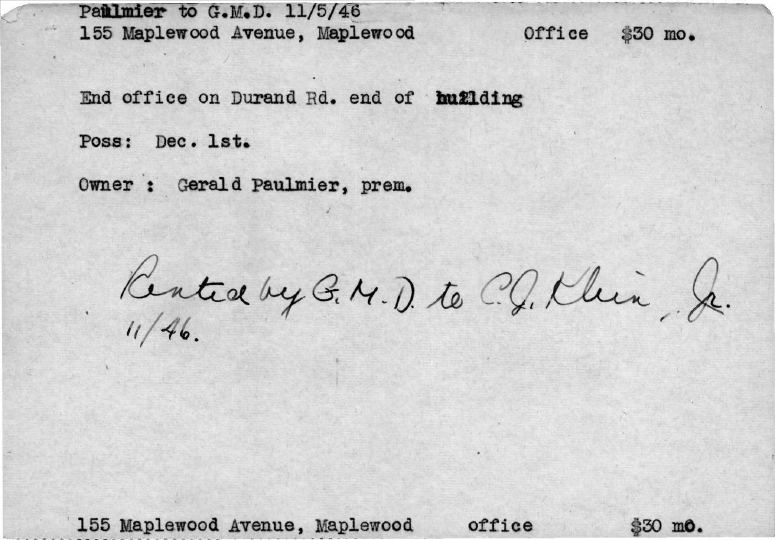 Paulmier to G.M.D. 11/5/46
155 Maplewood Avenue, Maplewood Office $30 mo.
End office on Durand Rd. end of building
Poss: Dec. 1st.
Owner : Gerald Paulmier, prem.
Rented by G.M.D. to C.J. Klein, Jr.
11/46.
155 Maplewood Avenue, Maplewood office $30 mo.